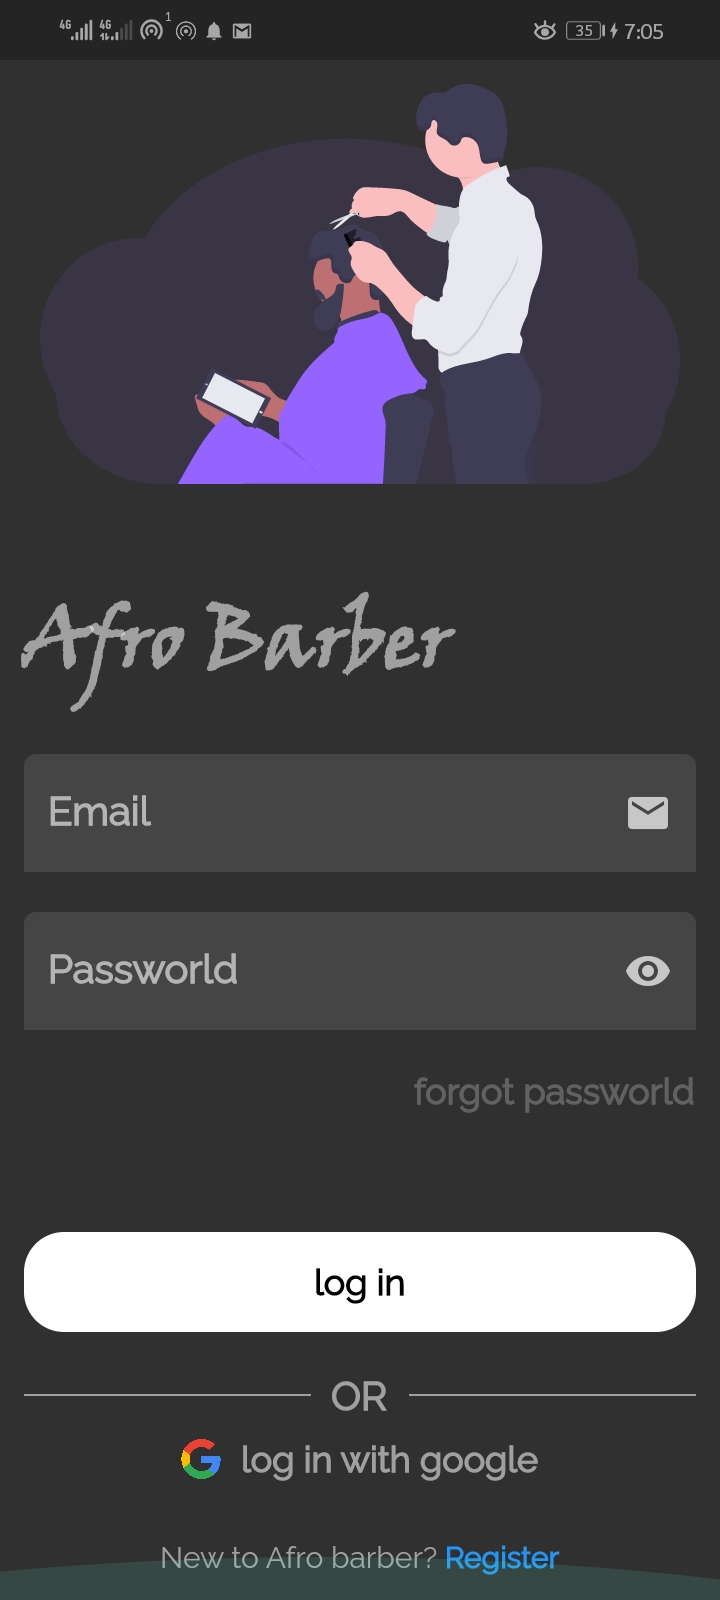 4G 4G 1 35 7:05
Afro Barber
Email
Passworld
forgot passworld
log in
OR
log in with google
New to Afro barber? Register